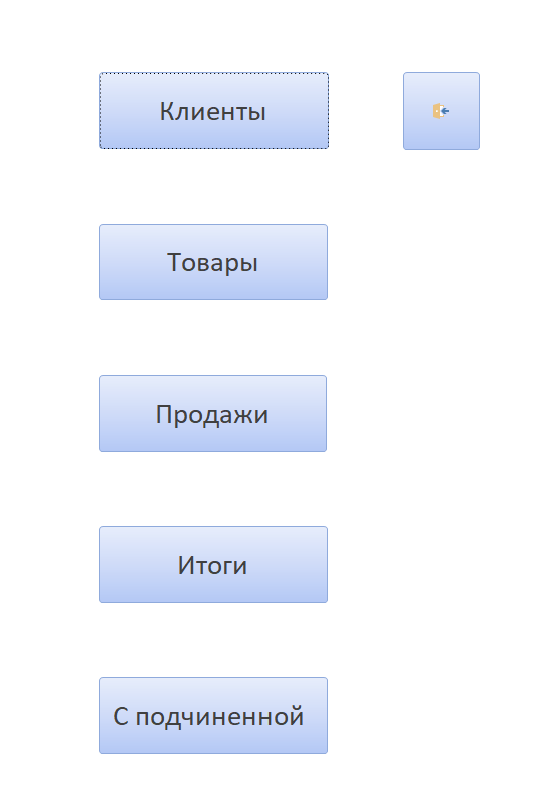 Клиенты
Товары
Продажи
Итоги
С подчиненной